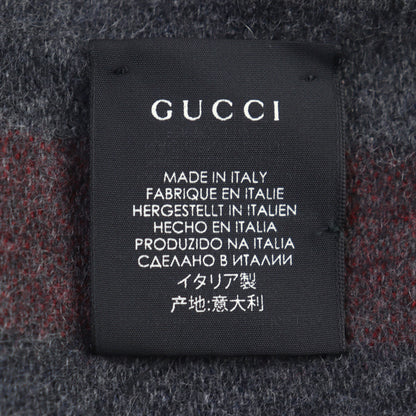 GUCCI
MADE IN ITALY
FABRIQUE EN ITALIE
HERGESTELLT IN ITALIEN
HECHO EN ITALIA
PRODUZIDO NA ITALIA
СДЕЛАНО В ИТАЛИИ
イタリア製
产地:意大利